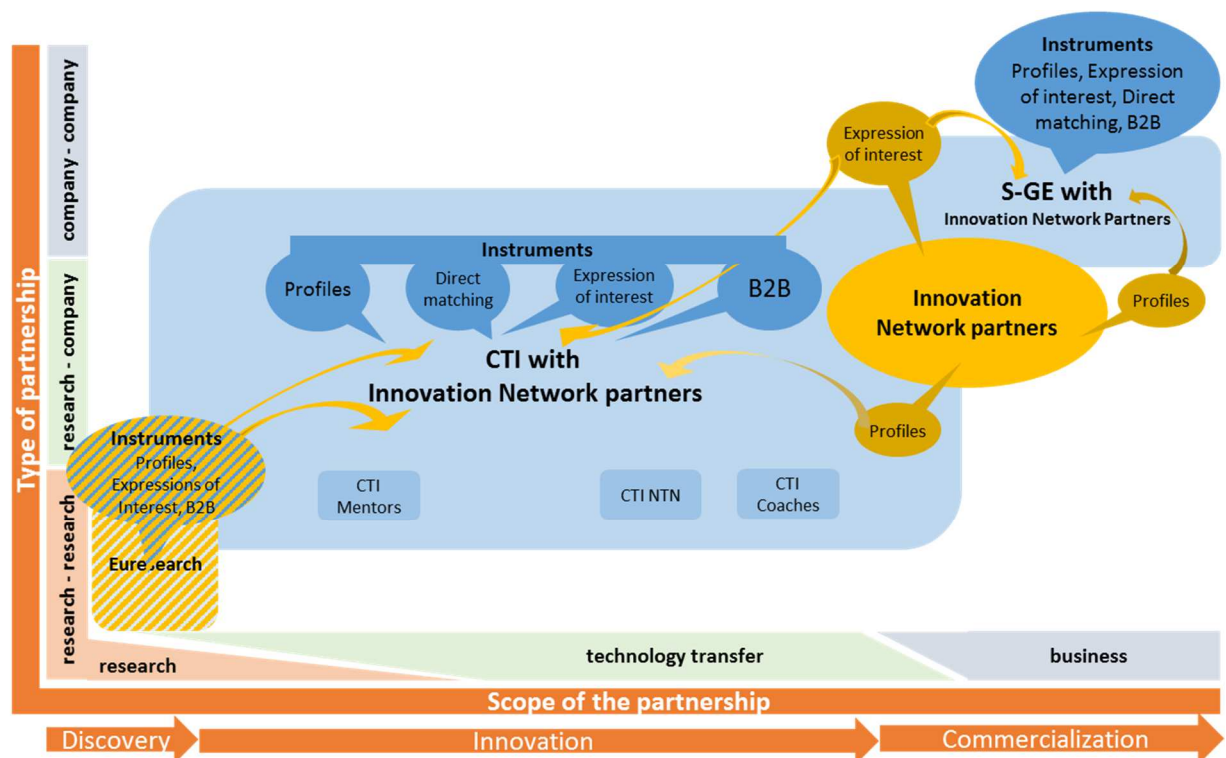 Instruments
Profiles, Expression
of interest, Direct
matching, B2B
Expression
of interest
S-GE with
Innovation Network Partners
Innovation
Network partners
Profiles
Profiles
Instruments
Profiles
Direct
matching
Expression
of interest
B2B
CTI with
Innovation Network partners
CTI
Mentors
CTI NTN
CTI
Coaches
Instruments
Profiles,
Expressions of
Interest, B2B
Euresearch
Type of partnership
company - company
research - company
research - research
research
technology transfer
business
Scope of the partnership
Discovery
Innovation
Commercialization